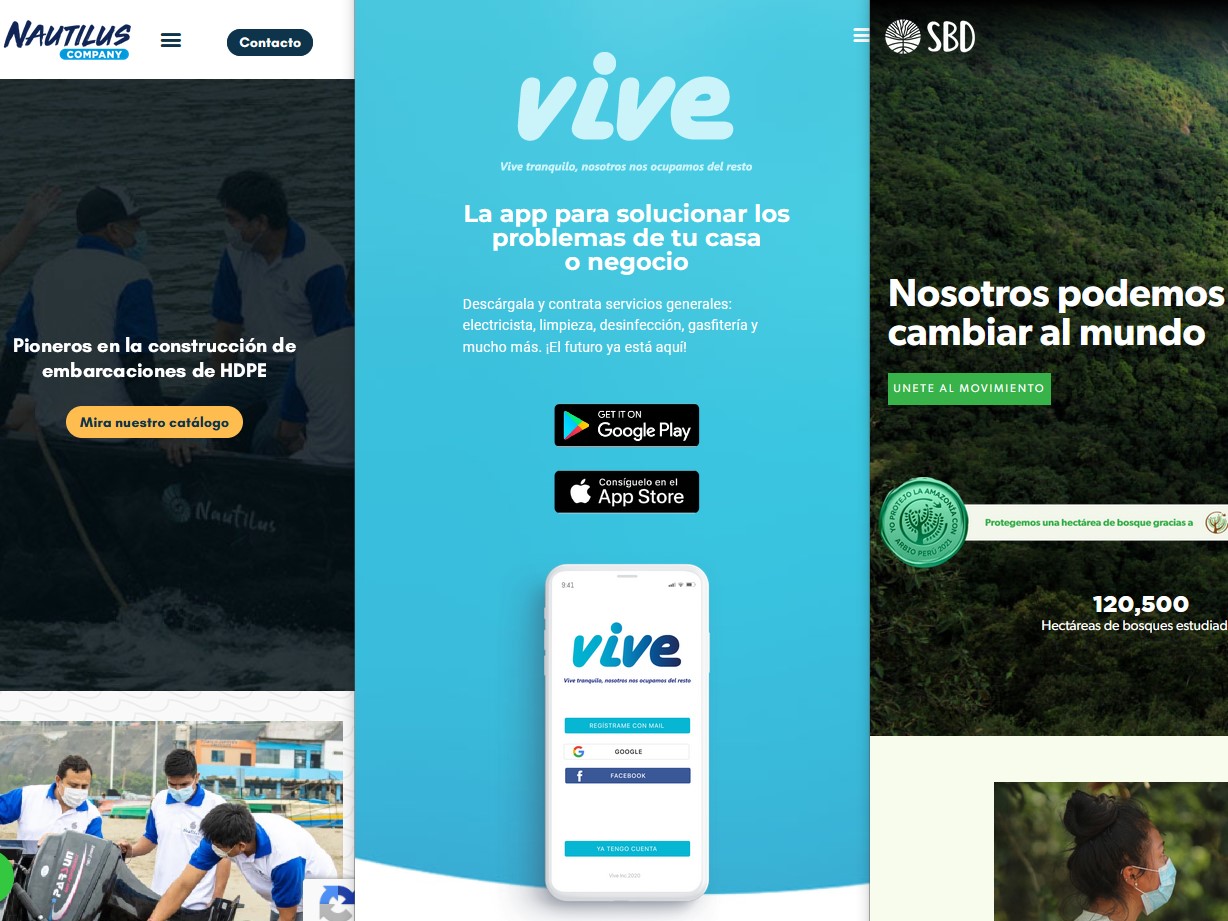 NAUTILUS
COMPANY
Contacto
Pioneros en la construcción de
embarcaciones de HDPE
Mira nuestro catálogo
Nautilus
PARSUN
vive
Vive tranquilo, nosotros nos ocupamos del resto
La app para solucionar los
problemas de tu casa
o negocio
Descárgala y contrata servicios generales:
electricista, limpieza, desinfección, gasfitería y
mucho más. ¡El futuro ya está aquí!
GET IT ON
Google Play
Consíguelo en el
App Store
9:41
vive
Vive tranquilo, nosotros nos ocupamos del resto
REGÍSTRAME CON MAIL
GOOGLE
FACEBOOK
YA TENGO CUENTA
Vive inc 2020
SBD
Nosotros podemos
cambiar al mundo
UNETE AL MOVIMIENTO
YO PROTEJO LA AMAZONÍA CON
ARBIO PERÚ 2021
Protegemos una hectárea de bosque gracias a
120,500
Hectáreas de bosques estudiad